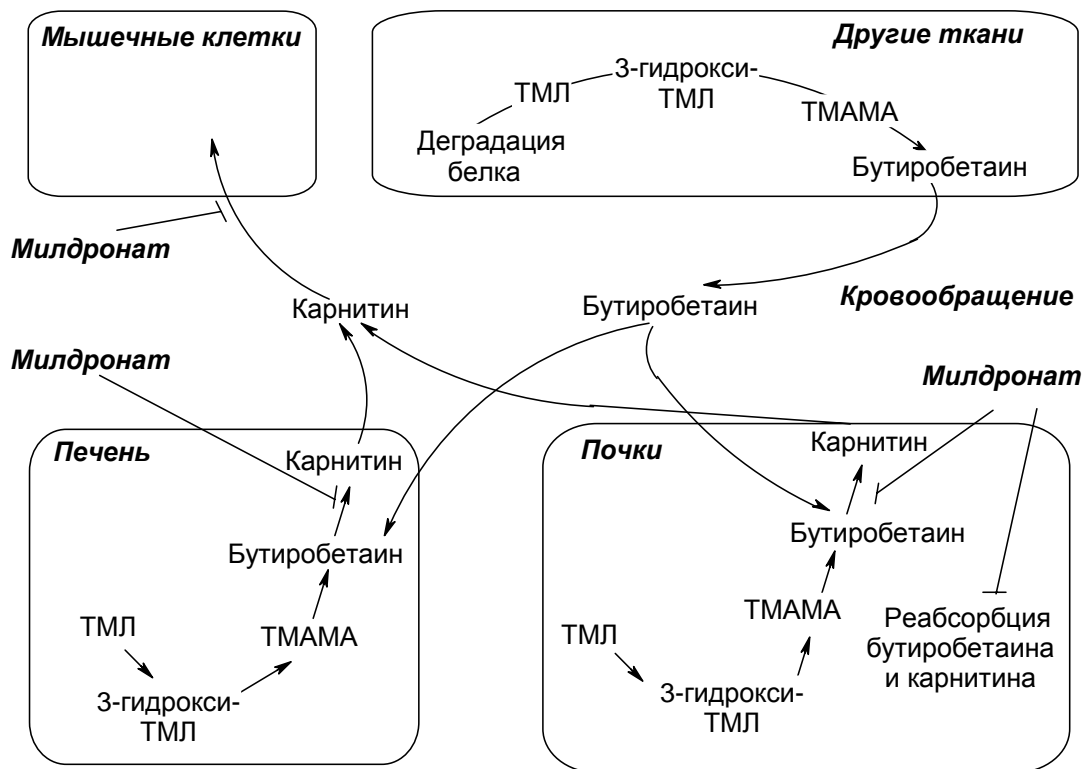 Мышечные клетки
Другие ткани
3-гидрокси-
ТМЛ
ТМЛ
ТМАМА
Деградация
белка
Бутиробетаин
Милдронат
Карнитин
Бутиробетаин
Кровообращение
Милдронат
Милдронат
Печень
Карнитин
Бутиробетаин
ТМЛ
ТМАМА
3-гидрокси-
ТМЛ
Почки
Карнитин
Бутиробетаин
ТМАМА
ТМЛ
3-гидрокси-
ТМЛ
Реабсорбция
бутиробетаина
и карнитина